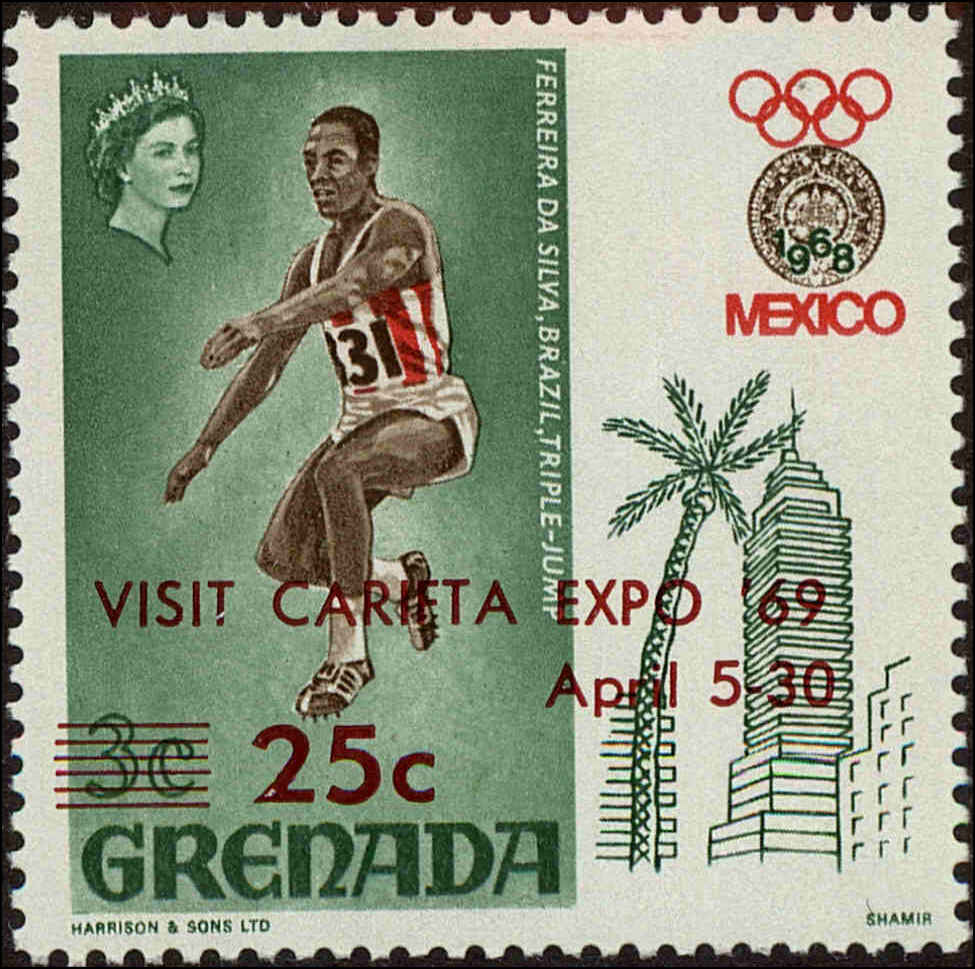 FERREIRA DA SILVA, BRAZIL, TRIPLE-JUMP
1968
MEXICO
131
VISIT CARIFTA EXPO '69
April 5-30
3c 25c
GRENADA
HARRISON & SONS LTD
SHAMIR